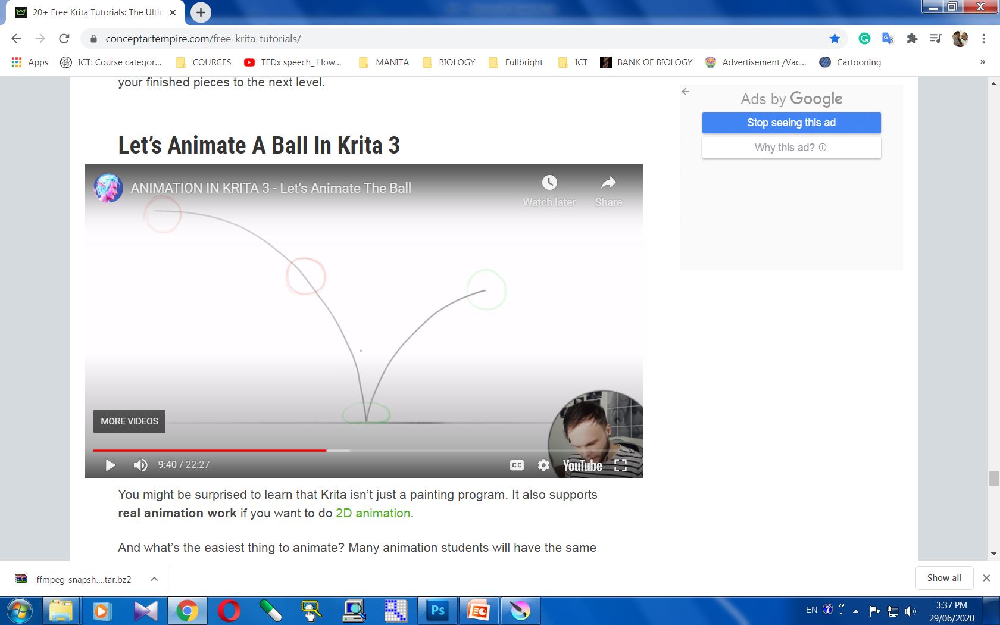 20+ Free Krita Tutorials: The Ultin
conceptartempire.com/free-krita-tutorials/
Apps
ICT: Course categor...
COURCES
TEDx speech_ How...
MANITA
BIOLOGY
Fullbright
ICT
BANK OF BIOLOGY
Advertisement /Vac...
Cartooning
»
your finished pieces to the next level.
Ads by Google
Stop seeing this ad
Why this ad?
Let's Animate A Ball In Krita 3
ANIMATION IN KRITA 3 - Let's Animate The Ball
Watch later
Share
MORE VIDEOS
9:40 / 22:27
CC
YouTube
You might be surprised to learn that Krita isn't just a painting program. It also supports
real animation work if you want to do 2D animation.
And what's the easiest thing to animate? Many animation students will have the same
ffmpeg-snapsh....tar.bz2
Show all
Ps
EN
3:37 PM
29/06/2020